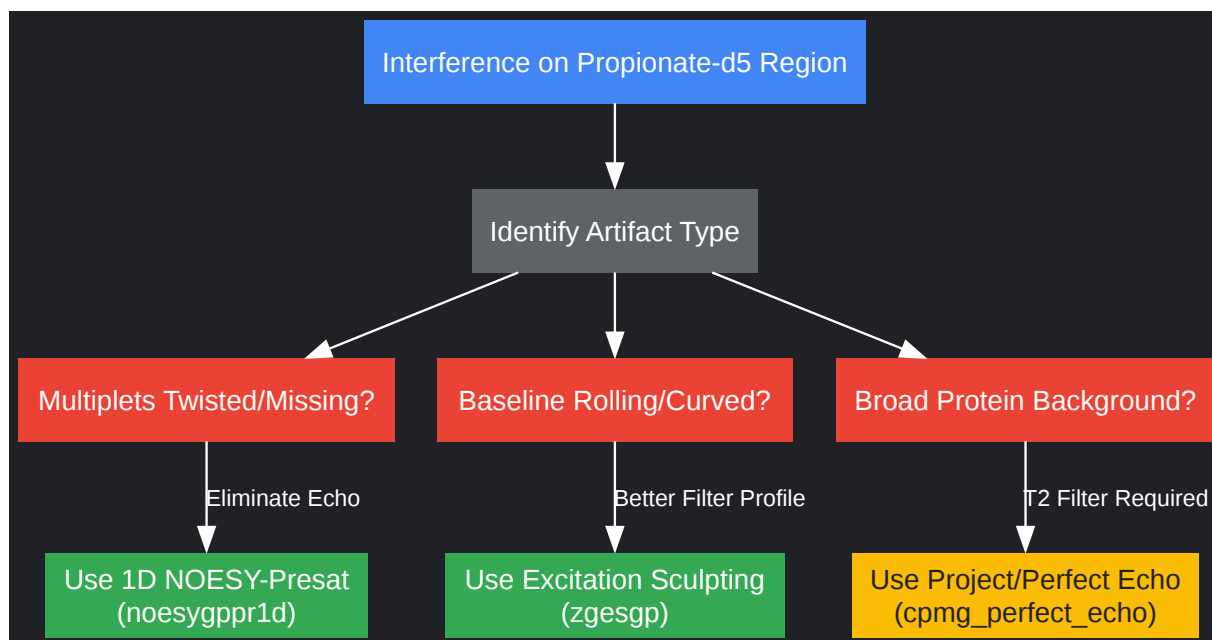 Interference on Propionate-d5 Region
Identify Artifact Type
Multiplets Twisted/Missing?
Baseline Rolling/Curved?
Broad Protein Background?
Eliminate Echo
Better Filter Profile
T2 Filter Required
Use 1D NOESY-Presat
(noesygppr1d)
Use Excitation Sculpting
(zgesgp)
Use Project/Perfect Echo
(cpmg_perfect_echo)